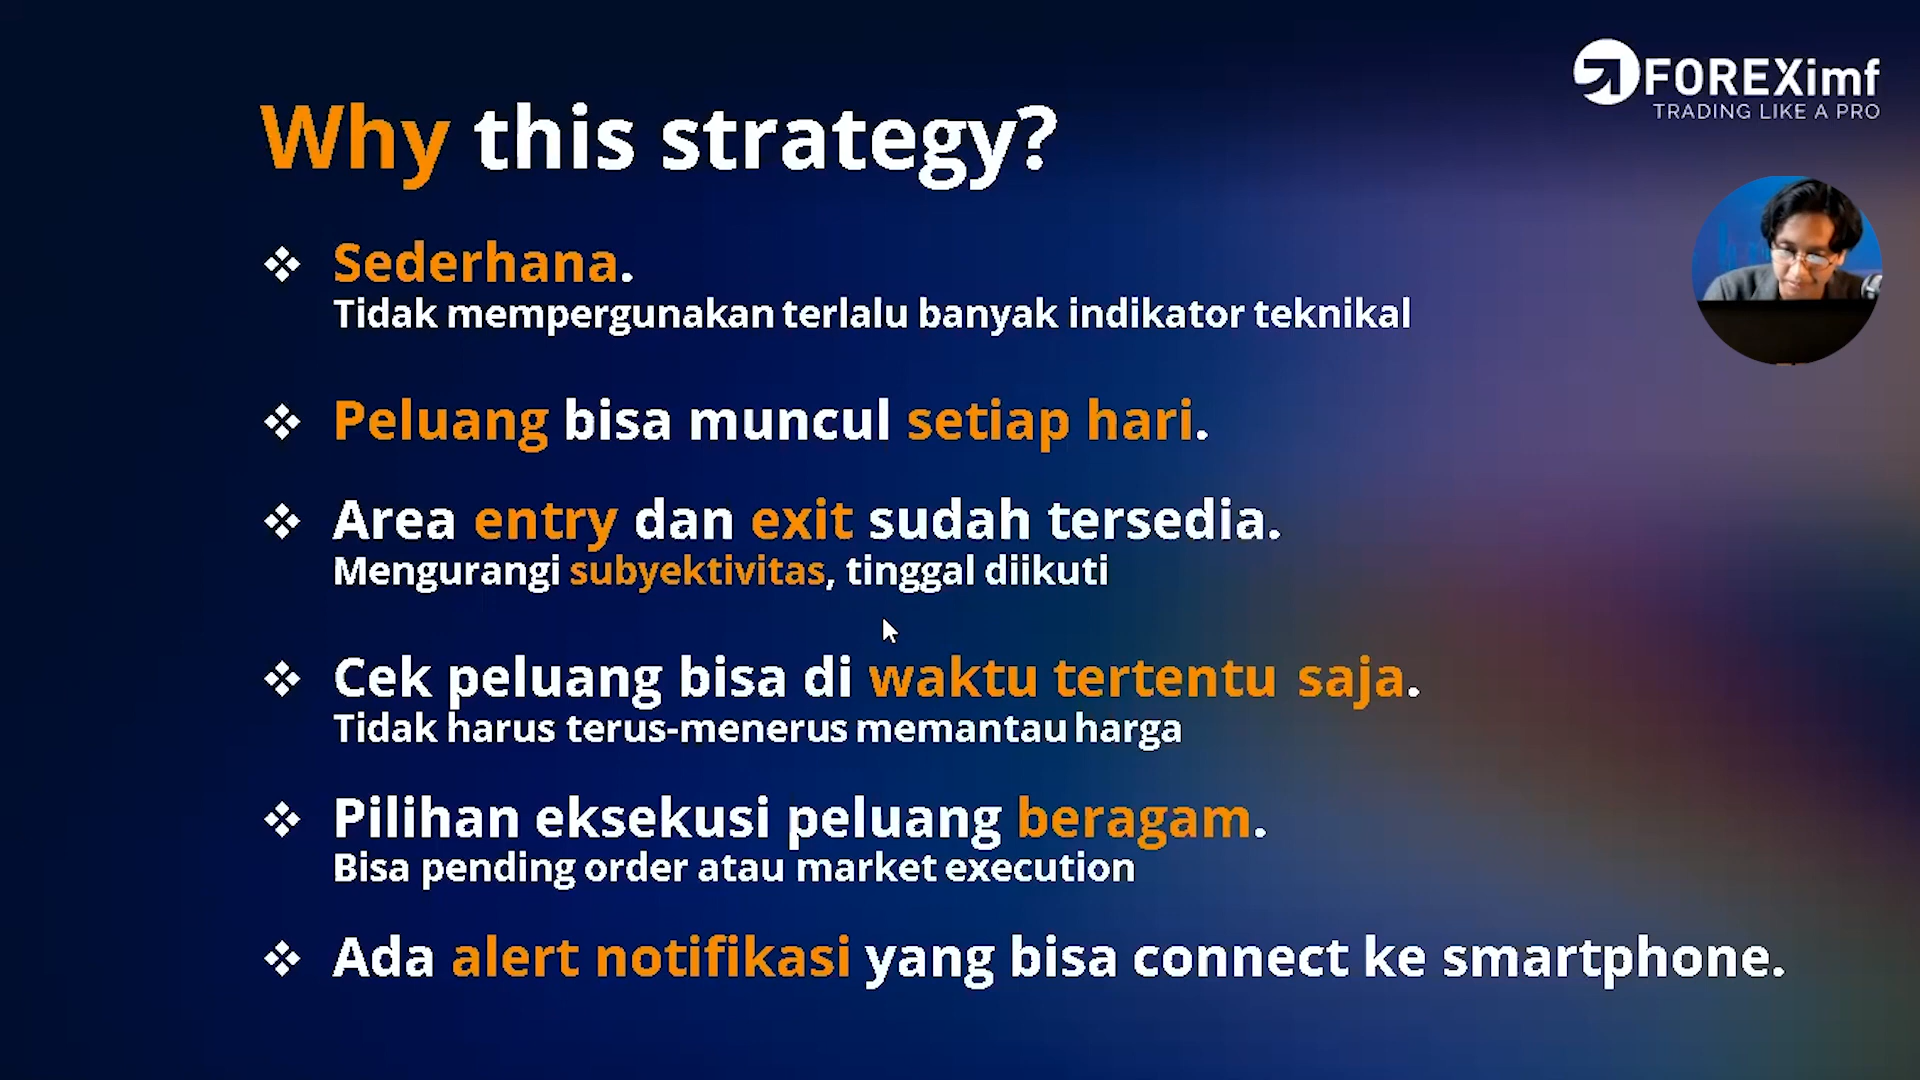 FOREXimf
TRADING LIKE A PRO
Why this strategy?
Sederhana.
Tidak mempergunakan terlalu banyak indikator teknikal
Peluang bisa muncul setiap hari.
Area entry dan exit sudah tersedia.
Mengurangi subyektivitas, tinggal diikuti
Cek peluang bisa di waktu tertentu saja.
Tidak harus terus-menerus memantau harga
Pilihan eksekusi peluang beragam.
Bisa pending order atau market execution
Ada alert notifikasi yang bisa connect ke smartphone.